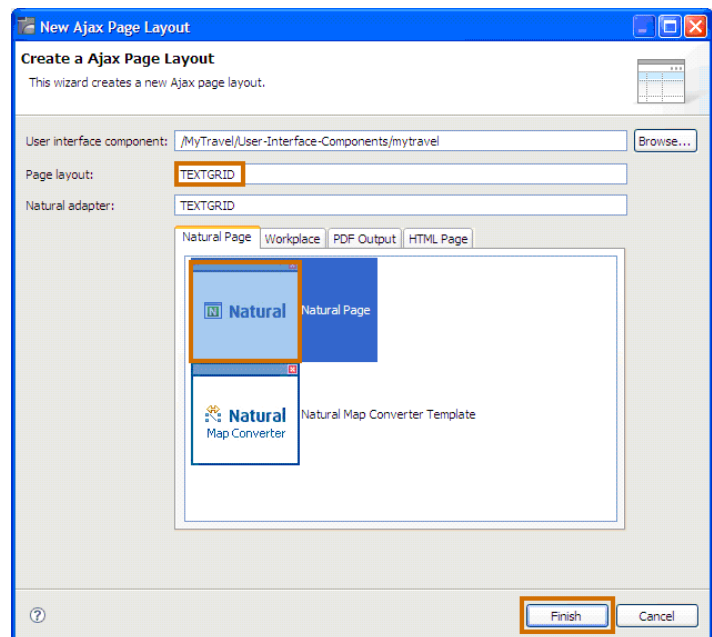 New Ajax Page Layout
Create a Ajax Page Layout
This wizard creates a new Ajax page layout.
User interface component: /MyTravel/User-Interface-Components/mytravel Browse...
Page layout: TEXTGRID
Natural adapter: TEXTGRID
Natural Page Workplace PDF Output HTML Page
N Natural Natural Page
Natural Natural Map Converter Template
Map Converter
? Finish Cancel